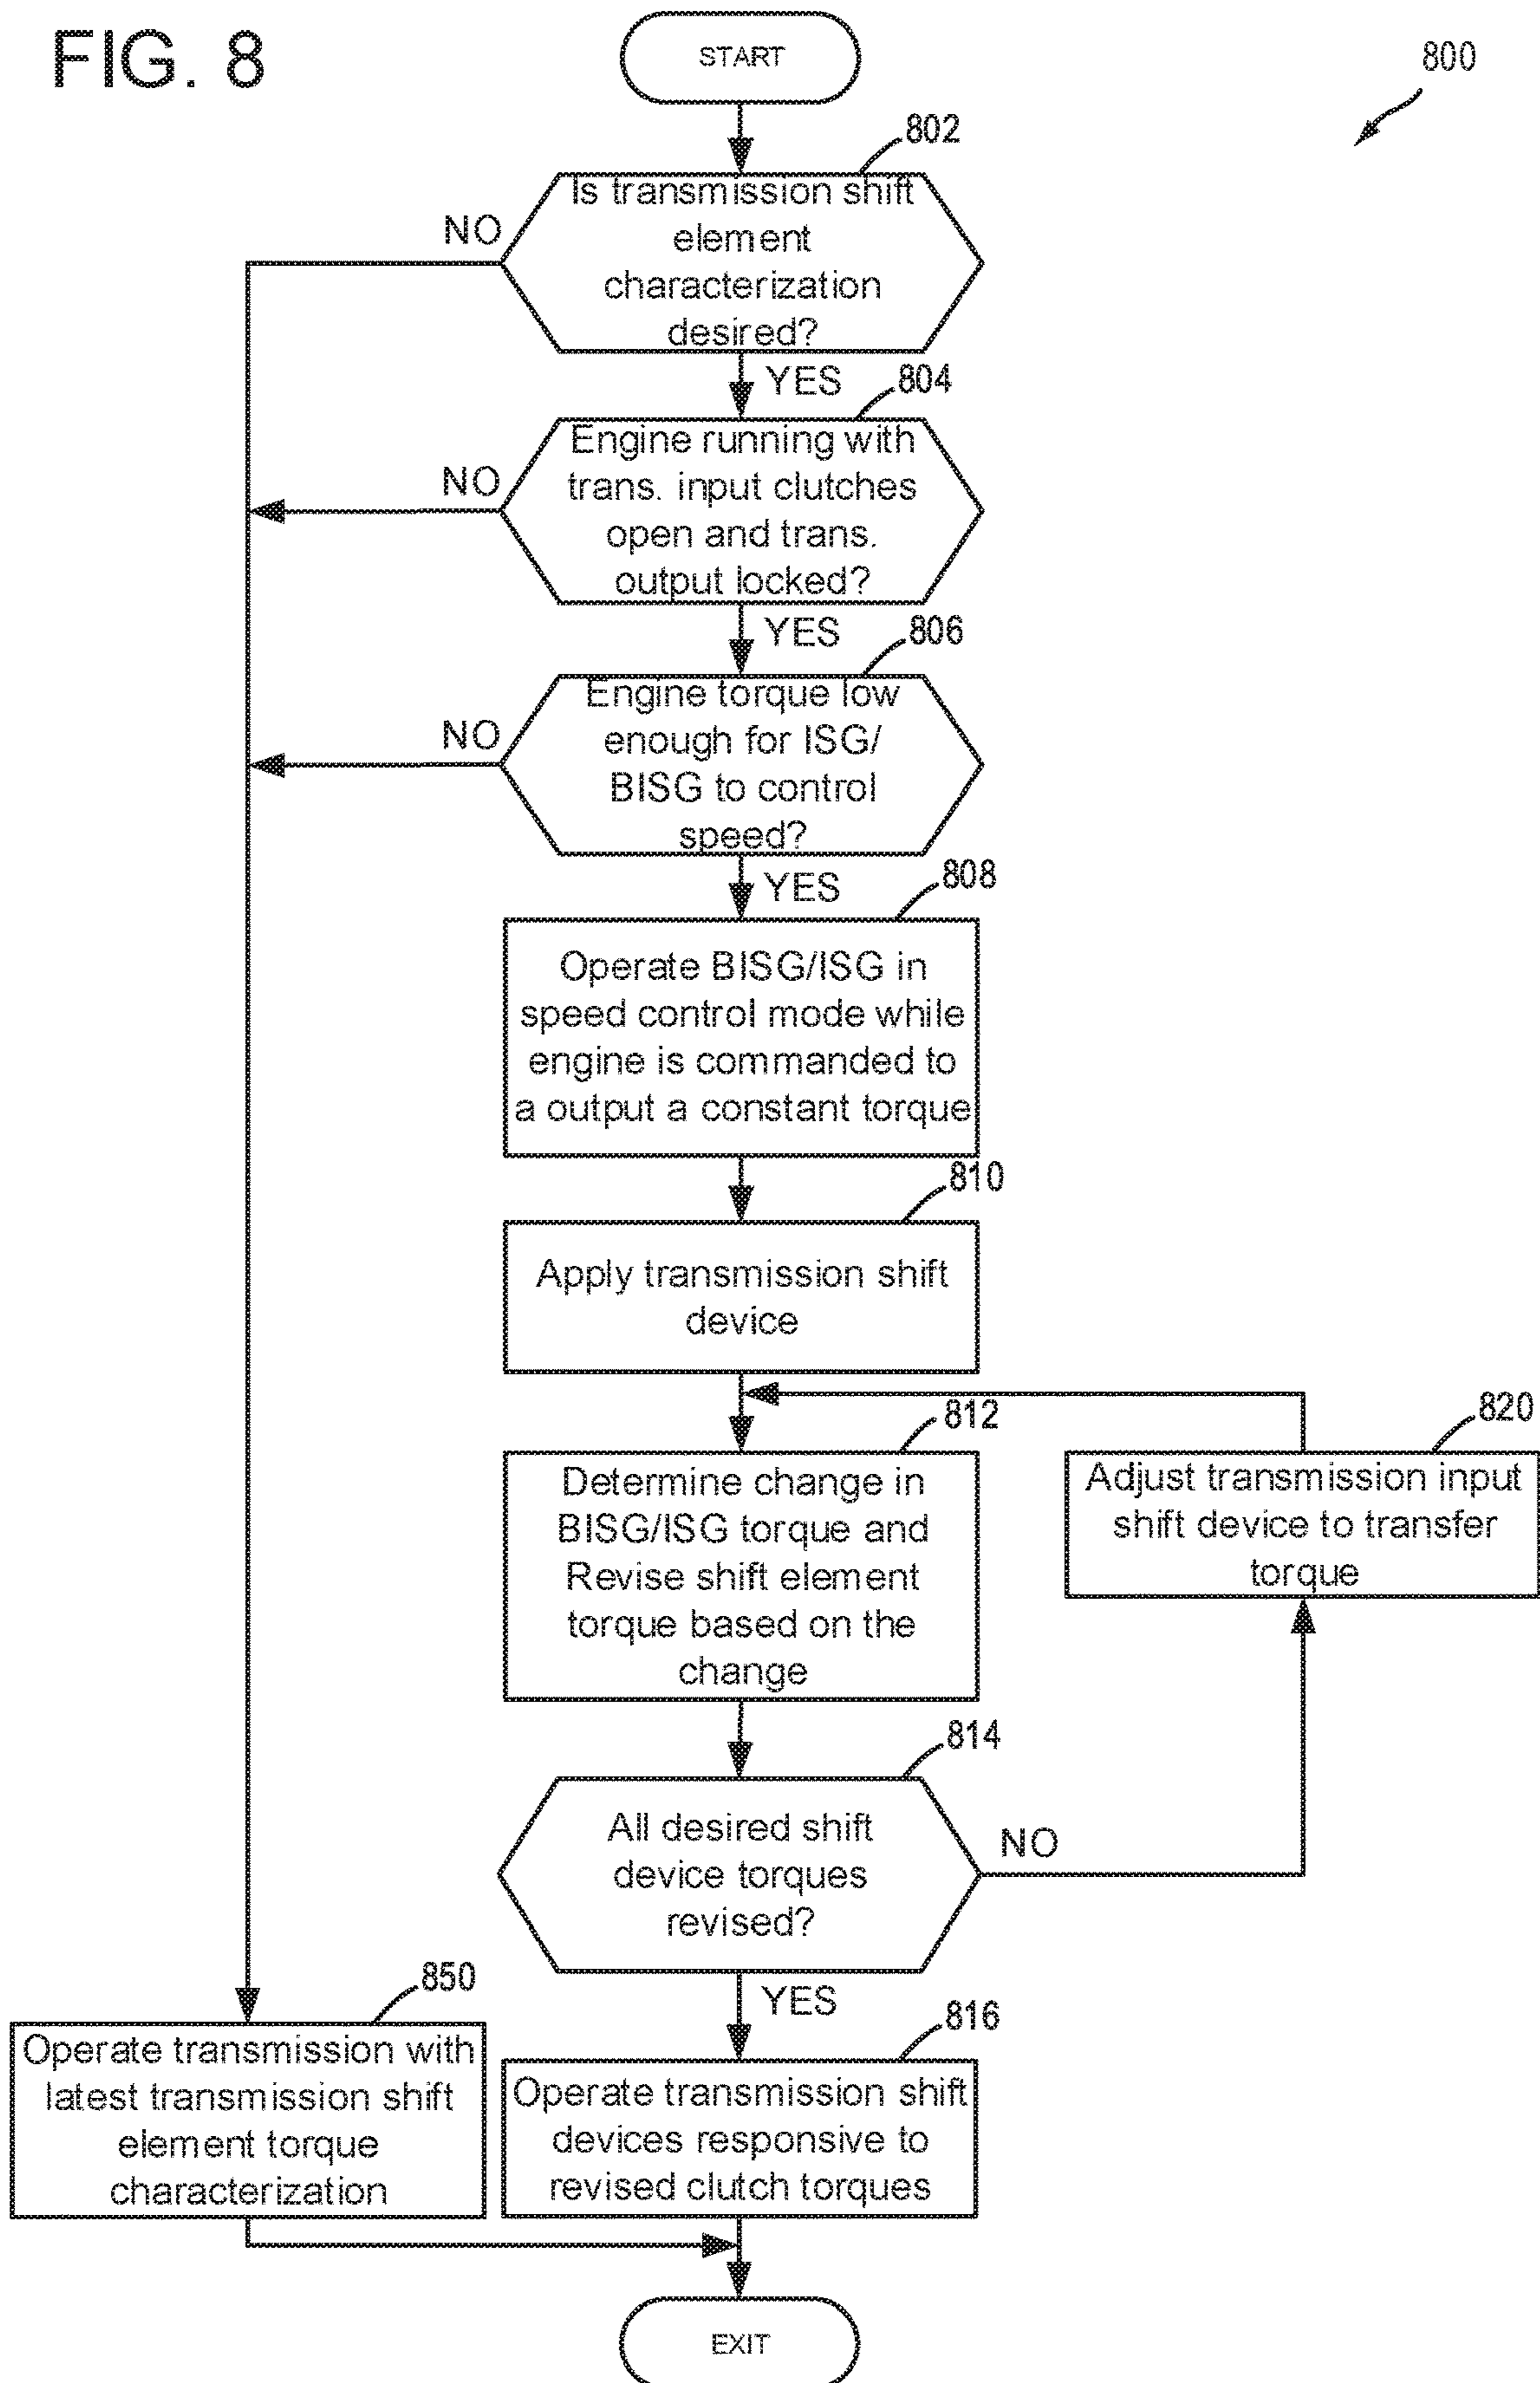 FIG. 8
START
800
802
Is transmission shift
element
characterization
desired?
NO
YES
804
Engine running with
trans. input clutches
open and trans.
output locked?
NO
YES
806
Engine torque low
enough for ISG/
BISG to control
speed?
NO
YES
808
Operate BISG/ISG in
speed control mode while
engine is commanded to
a output a constant torque
810
Apply transmission shift
device
812
Determine change in
BISG/ISG torque and
Revise shift element
torque based on the
change
820
Adjust transmission input
shift device to transfer
torque
814
All desired shift
device torques
revised?
NO
YES
850
Operate transmission with
latest transmission shift
element torque
characterization
816
Operate transmission shift
devices responsive to
revised clutch torques
EXIT